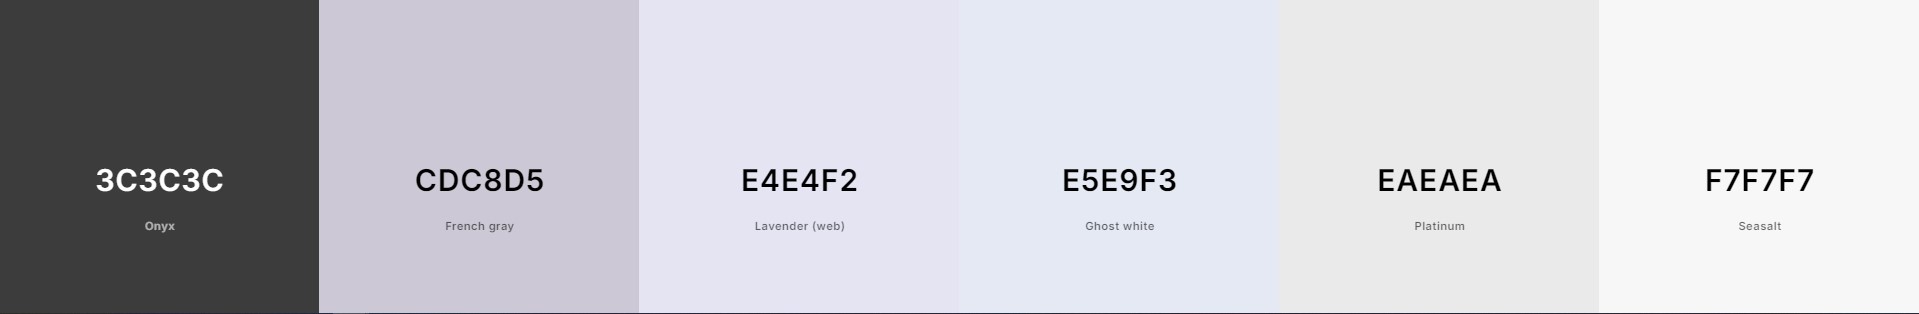 3C3C3C
Onyx
CDC8D5
French gray
E4E4F2
Lavender (web)
E5E9F3
Ghost white
EAEAEA
Platinum
F7F7F7
Seasalt